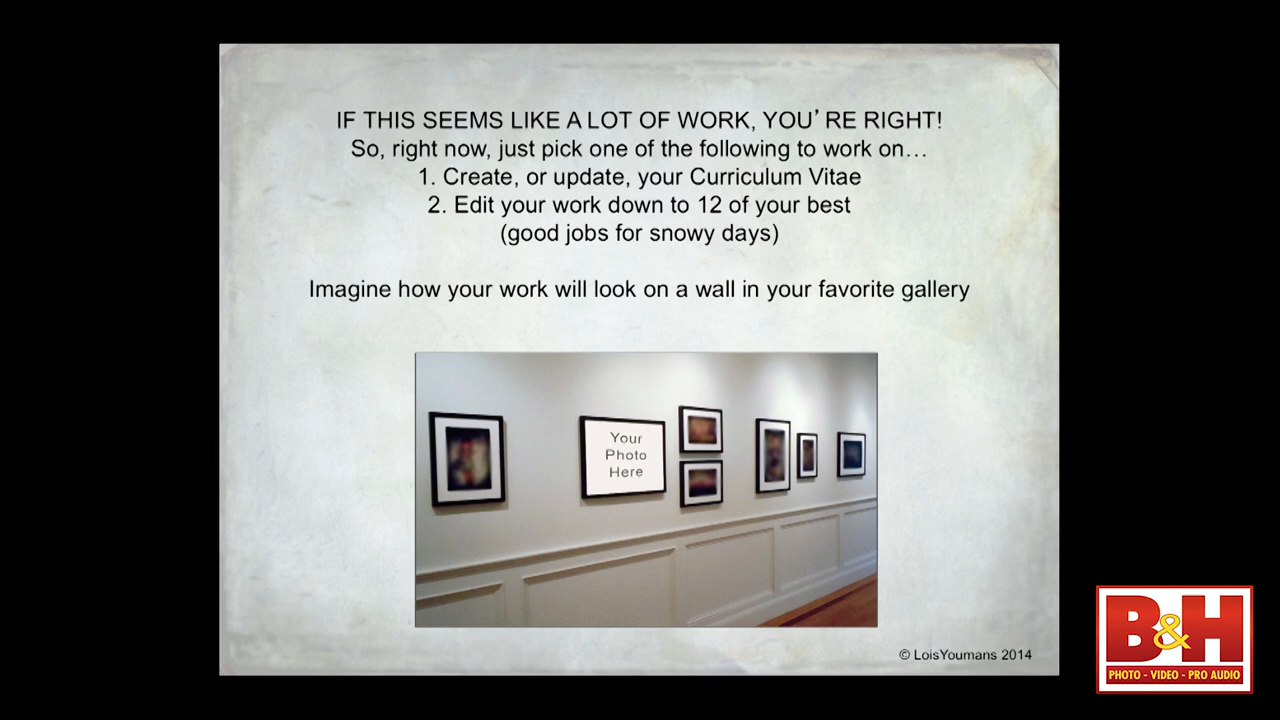 IF THIS SEEMS LIKE A LOT OF WORK, YOU’RE RIGHT!
So, right now, just pick one of the following to work on…
1. Create, or update, your Curriculum Vitae
2. Edit your work down to 12 of your best
(good jobs for snowy days)
Imagine how your work will look on a wall in your favorite gallery
Your
Photo
Here
© LoisYoumans 2014
B&H
PHOTO - VIDEO - PRO AUDIO